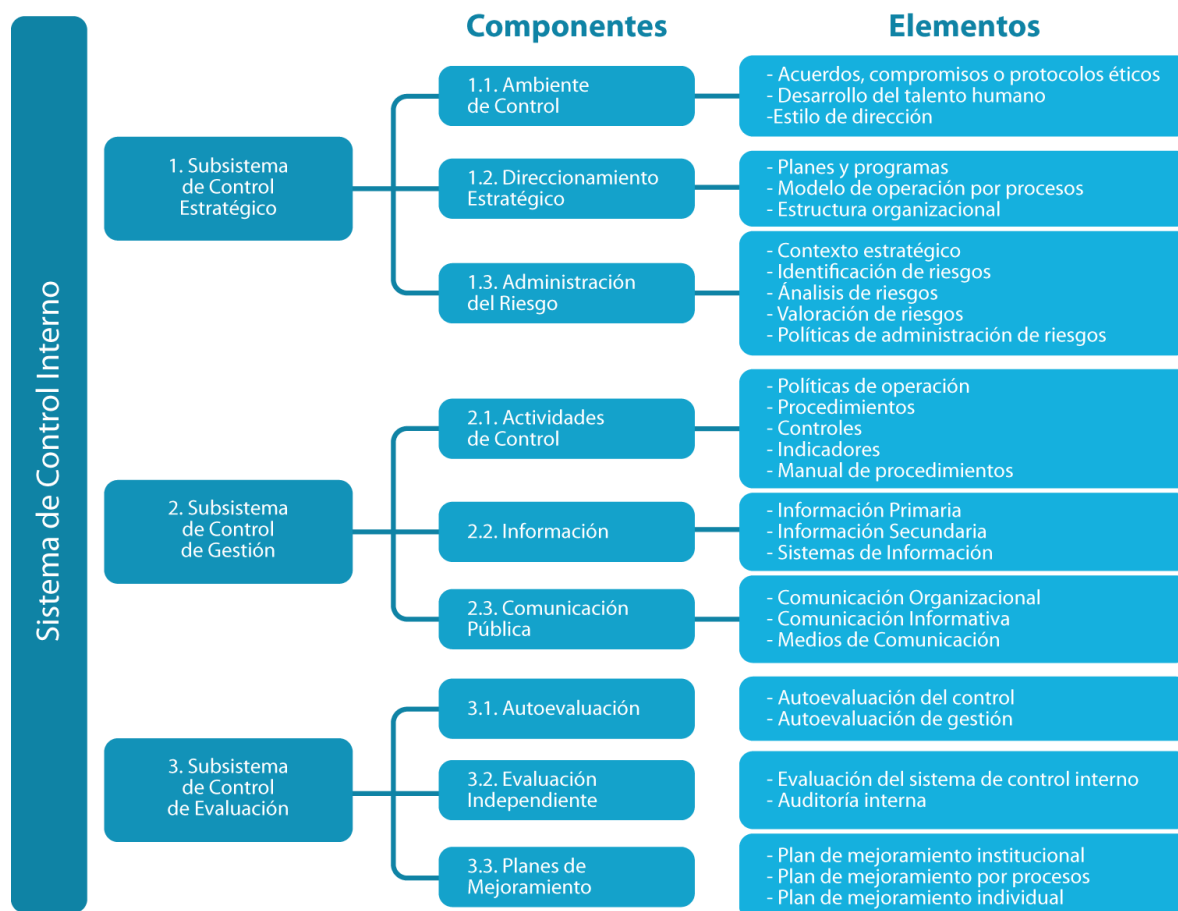 Componentes
Elementos
Sistema de Control Interno
1. Subsistema
de Control
Estratégico
1.1. Ambiente
de Control
- Acuerdos, compromisos o protocolos éticos
- Desarrollo del talento humano
-Estilo de dirección
1.2. Direccionamiento
Estratégico
- Planes y programas
- Modelo de operación por procesos
- Estructura organizacional
1.3. Administración
del Riesgo
- Contexto estratégico
- Identificación de riesgos
- Ánalisis de riesgos
- Valoración de riesgos
- Políticas de administración de riesgos
2. Subsistema
de Control
de Gestión
2.1. Actividades
de Control
- Políticas de operación
- Procedimientos
- Controles
- Indicadores
- Manual de procedimientos
2.2. Información
- Información Primaria
- Información Secundaria
- Sistemas de Información
2.3. Comunicación
Pública
- Comunicación Organizacional
- Comunicación Informativa
- Medios de Comunicación
3. Subsistema
de Control
de Evaluación
3.1. Autoevaluación
- Autoevaluación del control
- Autoevaluación de gestión
3.2. Evaluación
Independiente
- Evaluación del sistema de control interno
- Auditoría interna
3.3. Planes de
Mejoramiento
- Plan de mejoramiento institucional
- Plan de mejoramiento por procesos
- Plan de mejoramiento individual